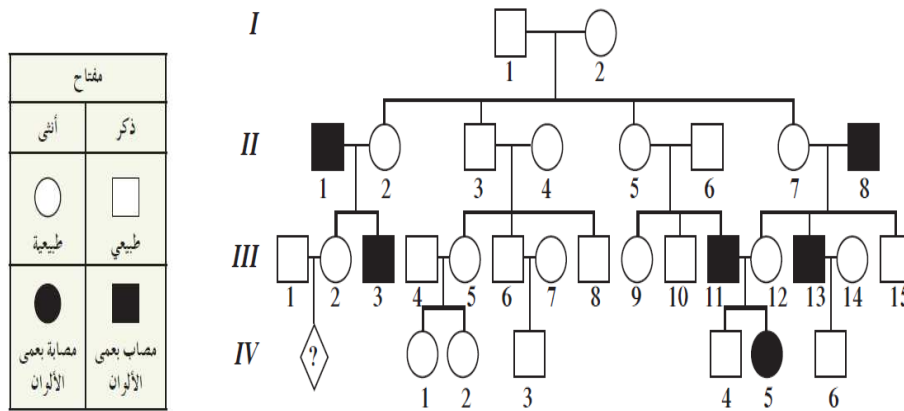 مفتاح
ذكر أنثى
طبيعي طبيعية
مصاب بعمى مصابة بعمى
الألوان الألوان
I
1 2
II
1 2 3 4 5 6 7 8
III
1 2 3 4 5 6 7 8 9 10 11 12 13 14 15
IV
?
1 2 3 4 5 6